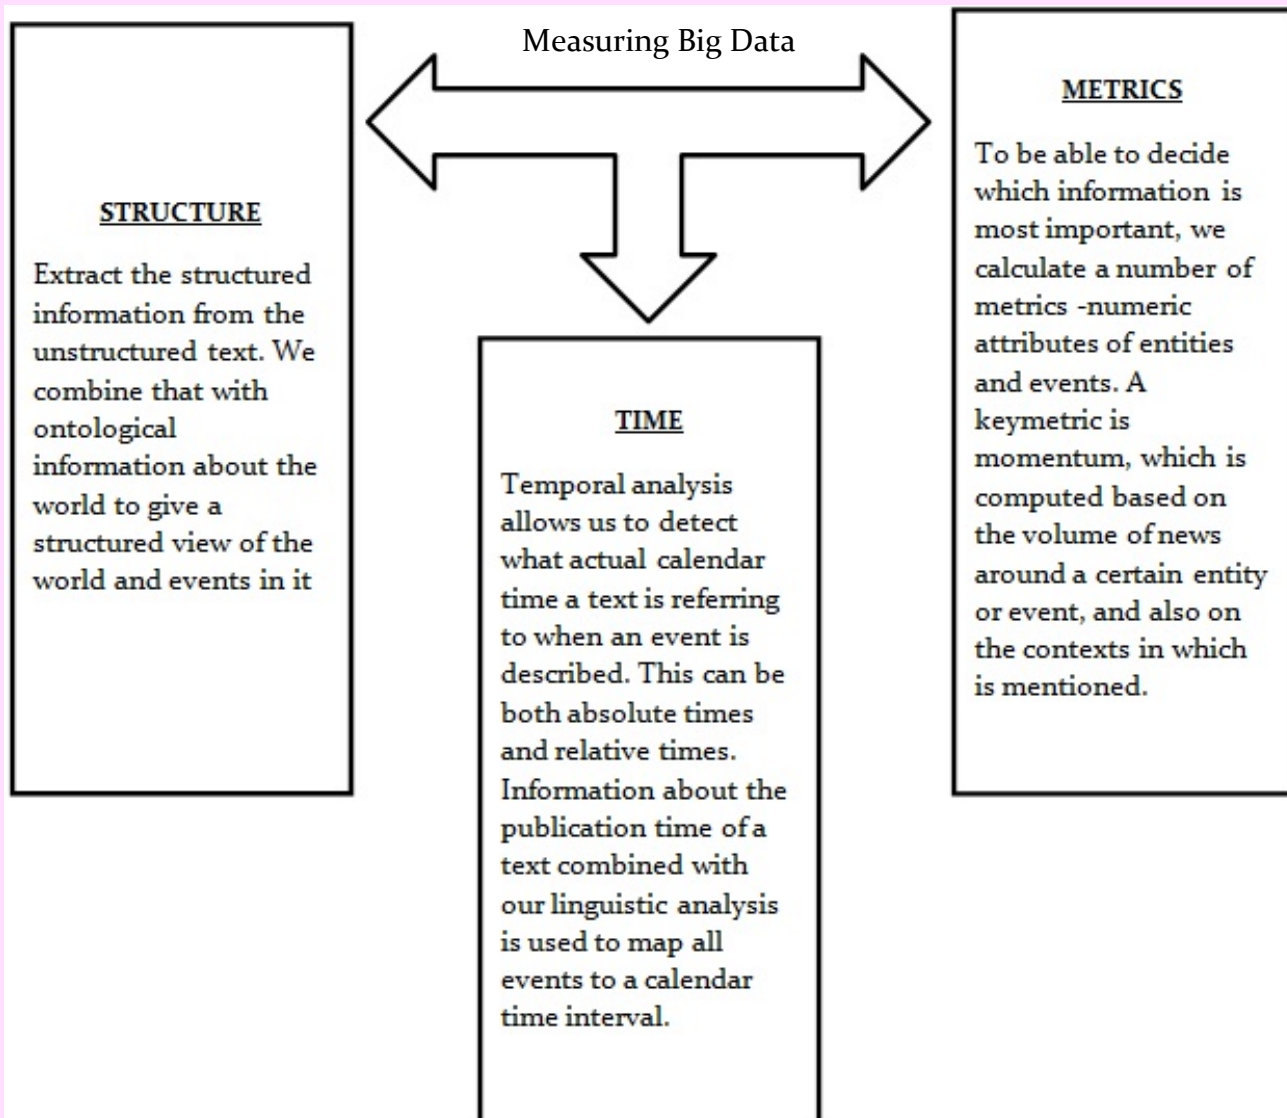 Measuring Big Data
STRUCTURE
Extract the structured
information from the
unstructured text. We
combine that with
ontological
information about the
world to give a
structured view of the
world and events in it
TIME
Temporal analysis
allows us to detect
what actual calendar
time a text is referring
to when an event is
described. This can be
both absolute times
and relative times.
Information about the
publication time of a
text combined with
our linguistic analysis
is used to map all
events to a calendar
time interval.
METRICS
To be able to decide
which information is
most important, we
calculate a number of
metrics -numeric
attributes of entities
and events. A
keymetric is
momentum, which is
computed based on
the volume of news
around a certain entity
or event, and also on
the contexts in which
is mentioned.